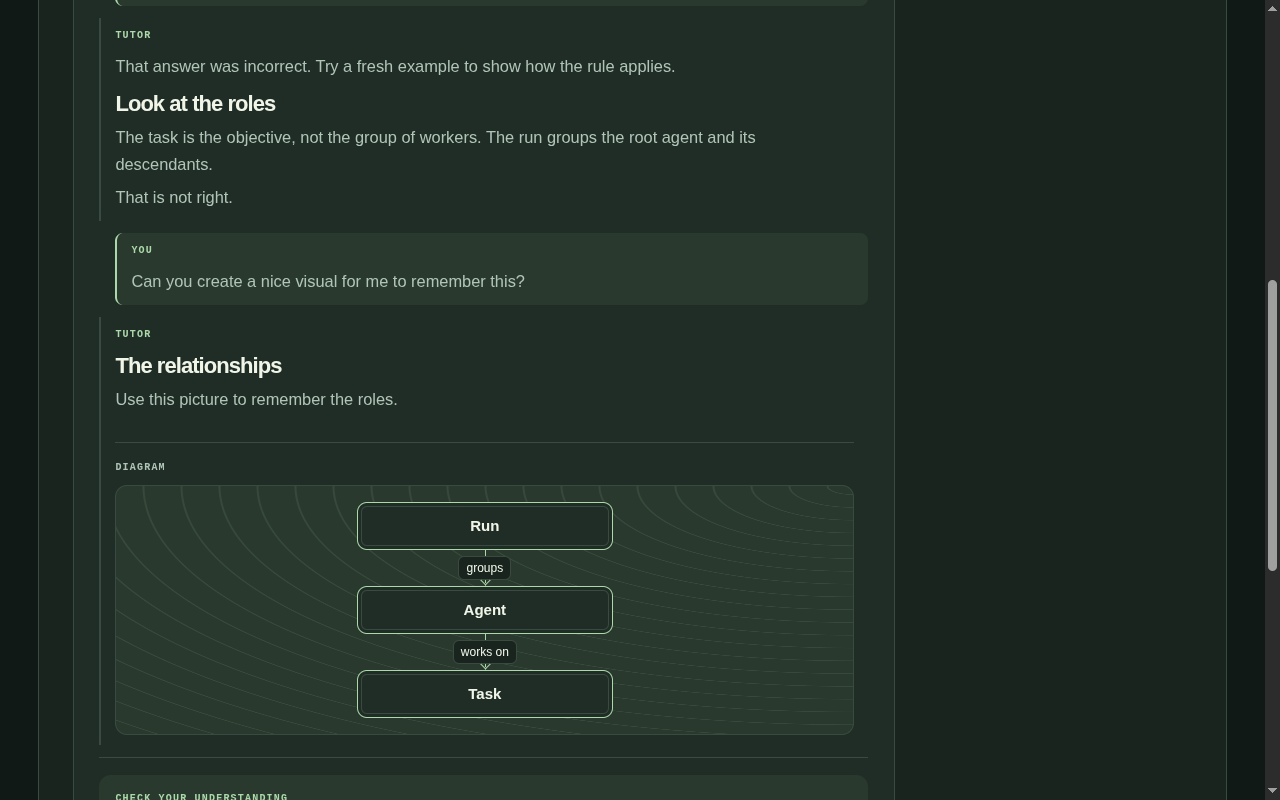 TUTOR
That answer was incorrect. Try a fresh example to show how the rule applies.
Look at the roles
The task is the objective, not the group of workers. The run groups the root agent and its
descendants.
That is not right.
YOU
Can you create a nice visual for me to remember this?
TUTOR
The relationships
Use this picture to remember the roles.
DIAGRAM
Run
groups
Agent
works on
Task
CHECK YOUR UNDERSTANDING